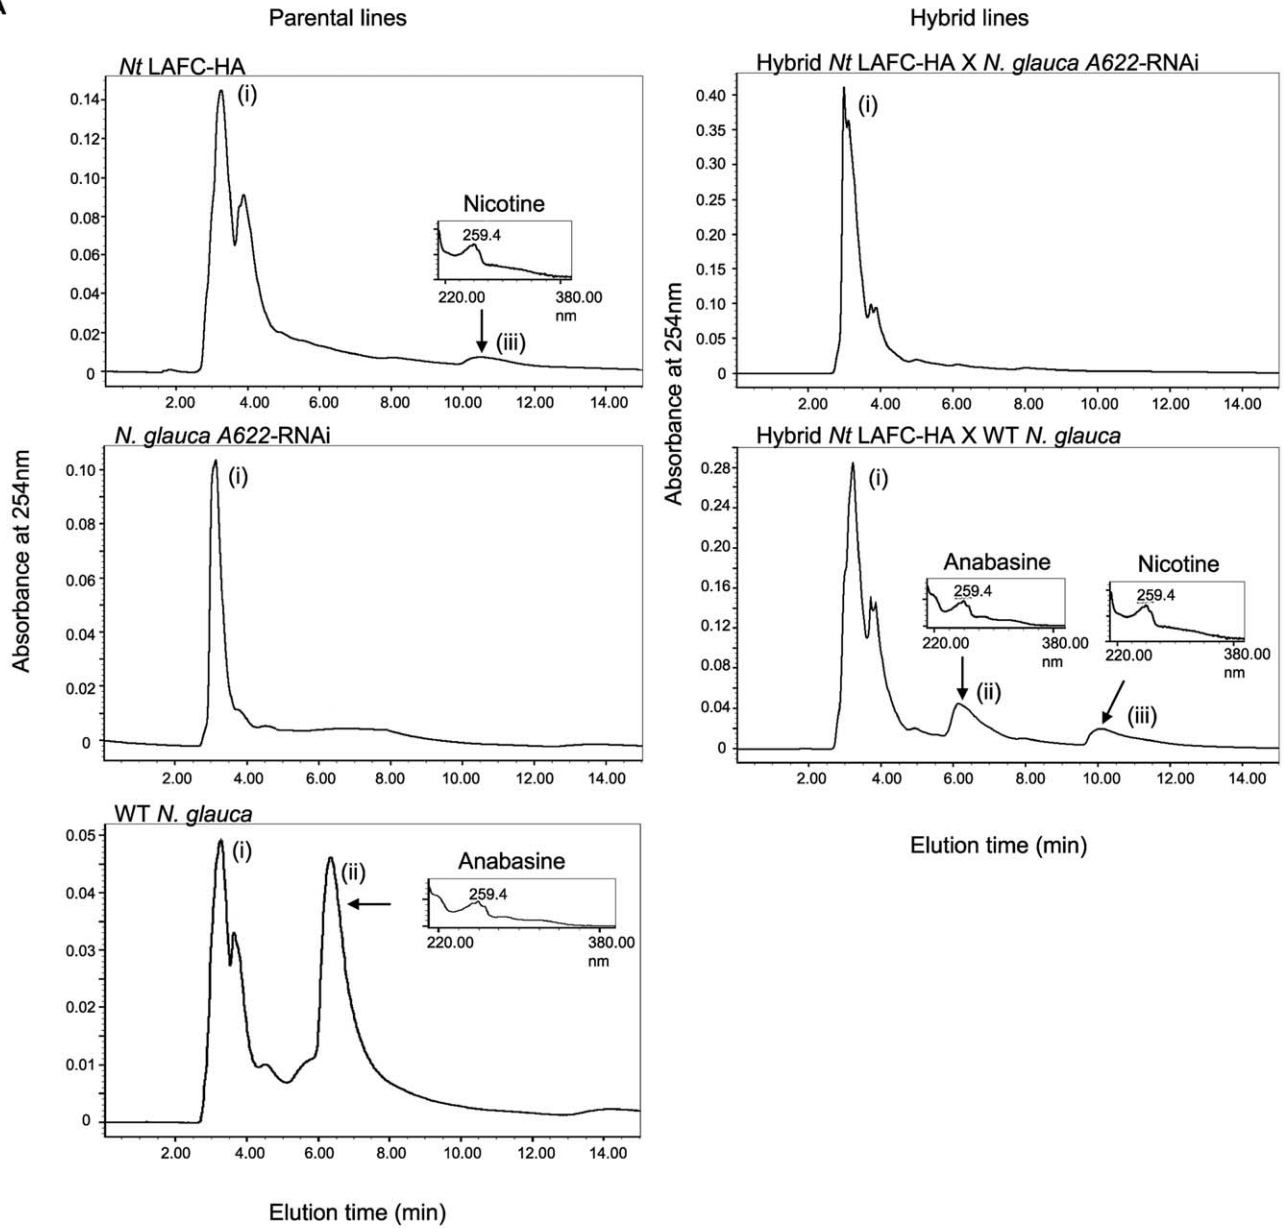 A
Parental lines
Hybrid lines
Nt LAFC-HA
0.14
0.12
0.10
0.08
0.06
0.04
0.02
0
(i)
Nicotine
259.4
220.00 380.00
nm
(iii)
2.00 4.00 6.00 8.00 10.00 12.00 14.00
N. glauca A622-RNAi
0.10
0.08
0.06
0.04
0.02
0
(i)
2.00 4.00 6.00 8.00 10.00 12.00 14.00
WT N. glauca
0.05
0.04
0.03
0.02
0.01
0
(i)
(ii)
Anabasine
259.4
220.00 380.00
nm
2.00 4.00 6.00 8.00 10.00 12.00 14.00
Absorbance at 254nm
Elution time (min)
Hybrid Nt LAFC-HA X N. glauca A622-RNAi
0.40
0.35
0.30
0.25
0.20
0.15
0.10
0.05
0
(i)
2.00 4.00 6.00 8.00 10.00 12.00 14.00
Hybrid Nt LAFC-HA X WT N. glauca
0.28
0.24
0.20
0.16
0.12
0.08
0.04
0
(i)
Anabasine
259.4
220.00 380.00
nm
(ii)
Nicotine
259.4
220.00 380.00
nm
(iii)
2.00 4.00 6.00 8.00 10.00 12.00 14.00
Absorbance at 254nm
Elution time (min)